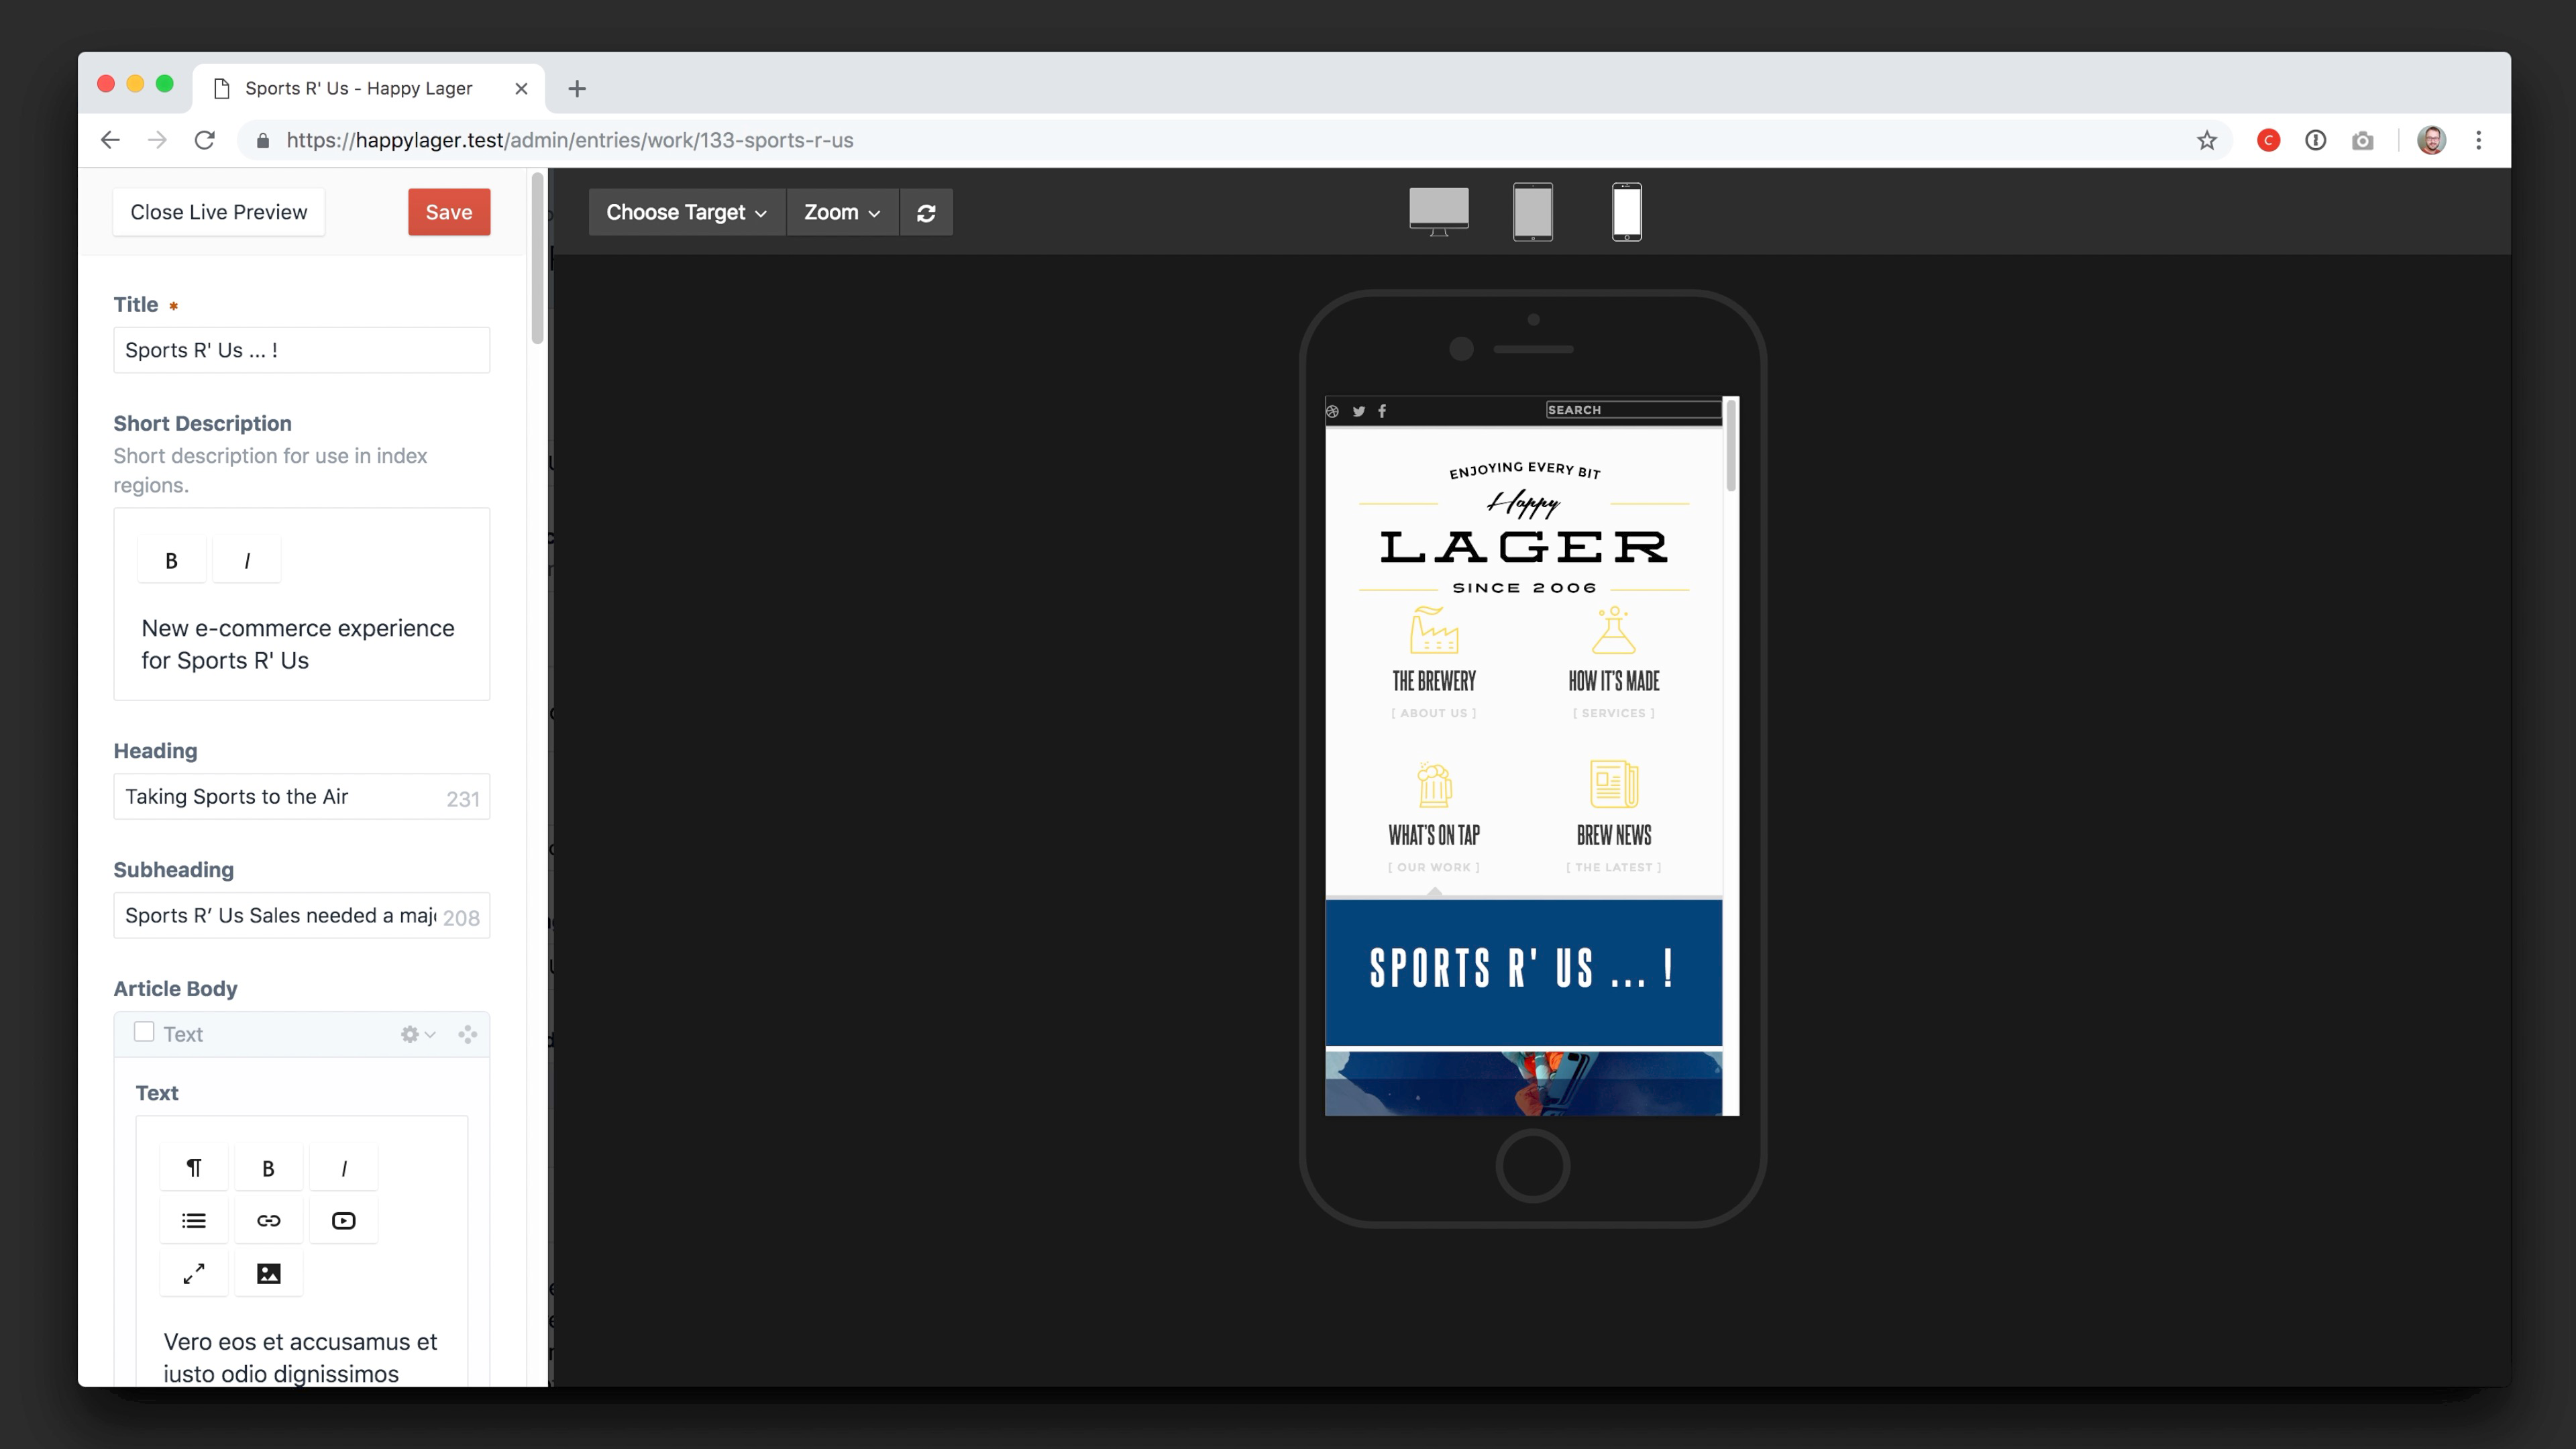 Sports R' Us - Happy Lager
https://happylager.test/admin/entries/work/133-sports-r-us
Close Live Preview
Save
Choose Target
Zoom
Title *
Sports R' Us ... !
Short Description
Short description for use in index
regions.
B I
New e-commerce experience
for Sports R' Us
Heading
Taking Sports to the Air 231
Subheading
Sports R’ Us Sales needed a 208
Article Body
Text
Text
¶ B I
Vero eos et accusamus et
iusto odio dignissimos
SEARCH
ENJOYING EVERY BIT
Happy
LAGER
SINCE 2006
THE BREWERY
[ ABOUT US ]
HOW IT'S MADE
[ SERVICES ]
WHAT'S ON TAP
[ OUR WORK ]
BREW NEWS
[ THE LATEST ]
SPORTS R' US ... !